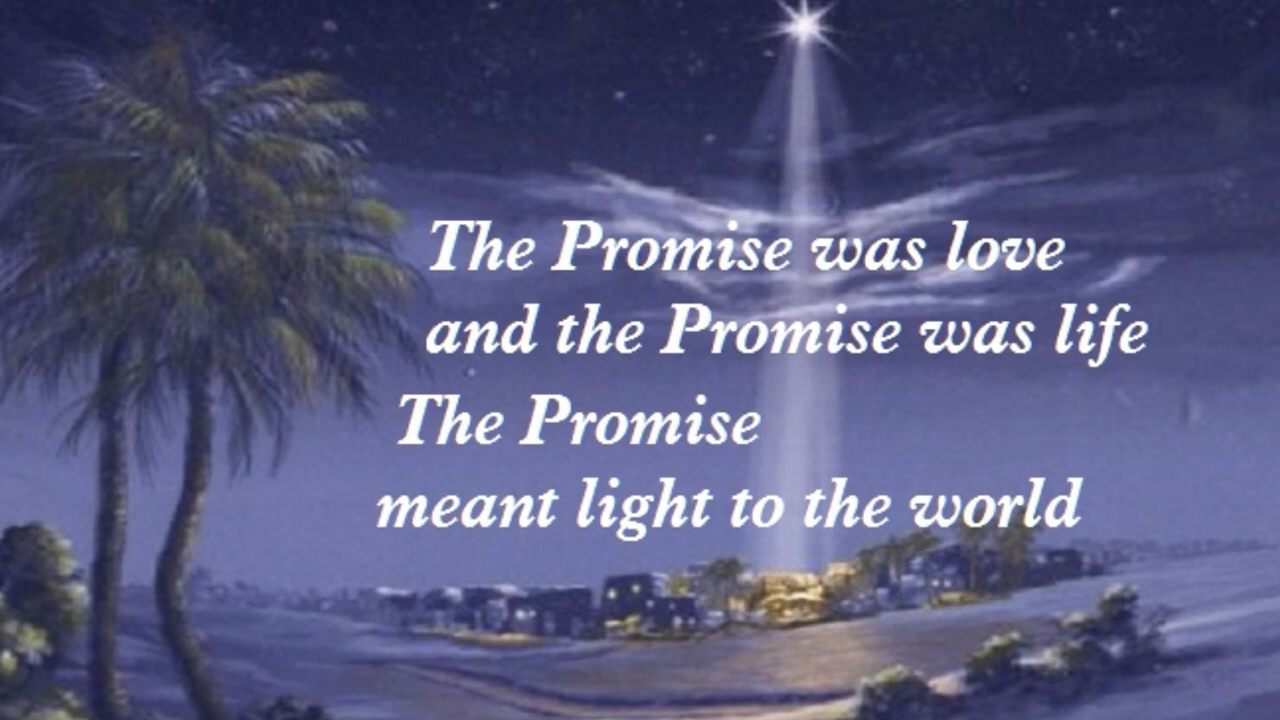 The Promise was love
and the Promise was life
The Promise
meant light to the world